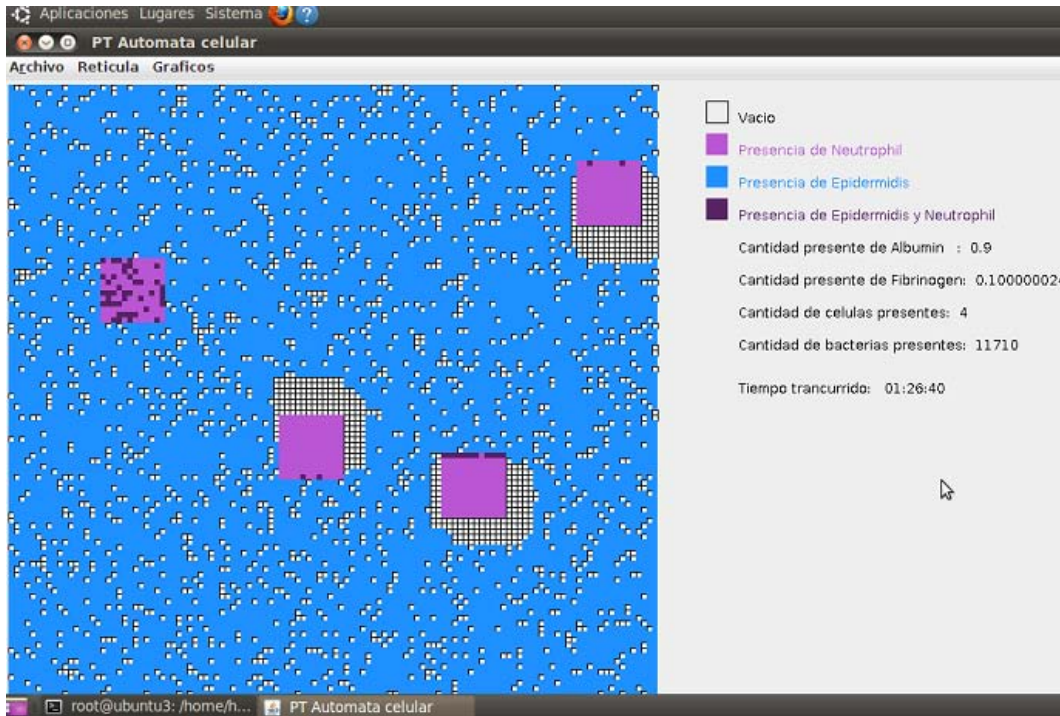 Aplicaciones Lugares Sistema
PT Automata celular
Archivo Reticula Graficos
Vacio
Presencia de Neutrophil
Presencia de Epidermidis
Presencia de Epidermidis y Neutrophil
Cantidad presente de Albumin : 0.9
Cantidad presente de Fibrinogen: 0.100000024
Cantidad de celulas presentes: 4
Cantidad de bacterias presentes: 11710
Tiempo trancurrido: 01:26:40
root@ubuntu3: /home/h... PT Automata celular